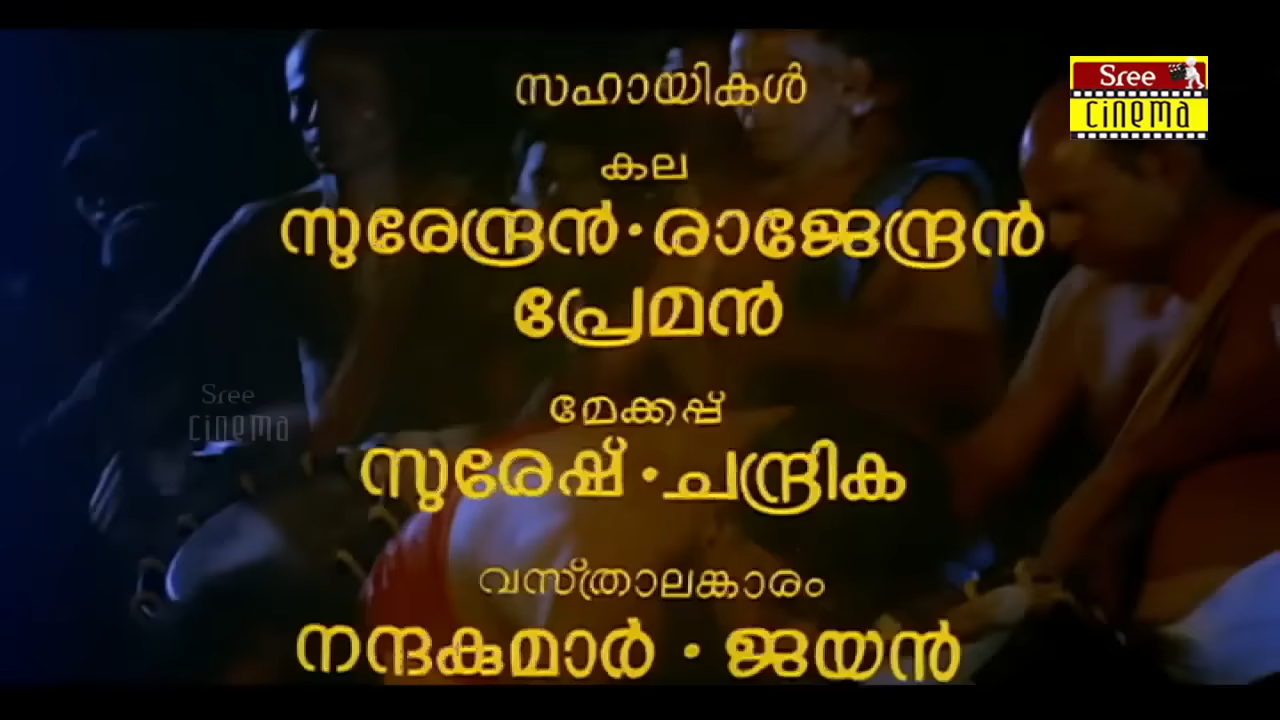 സഹായികൾ
Sree
cinema
കല
സുരേന്ദ്രൻ · രാജേന്ദ്രൻ
പ്രേമൻ
Sree
cinema
മേക്കപ്പ്
സുരേഷ് · ചന്ദ്രിക
വസ്ത്രാലങ്കാരം
നന്ദകുമാർ · ജയൻ